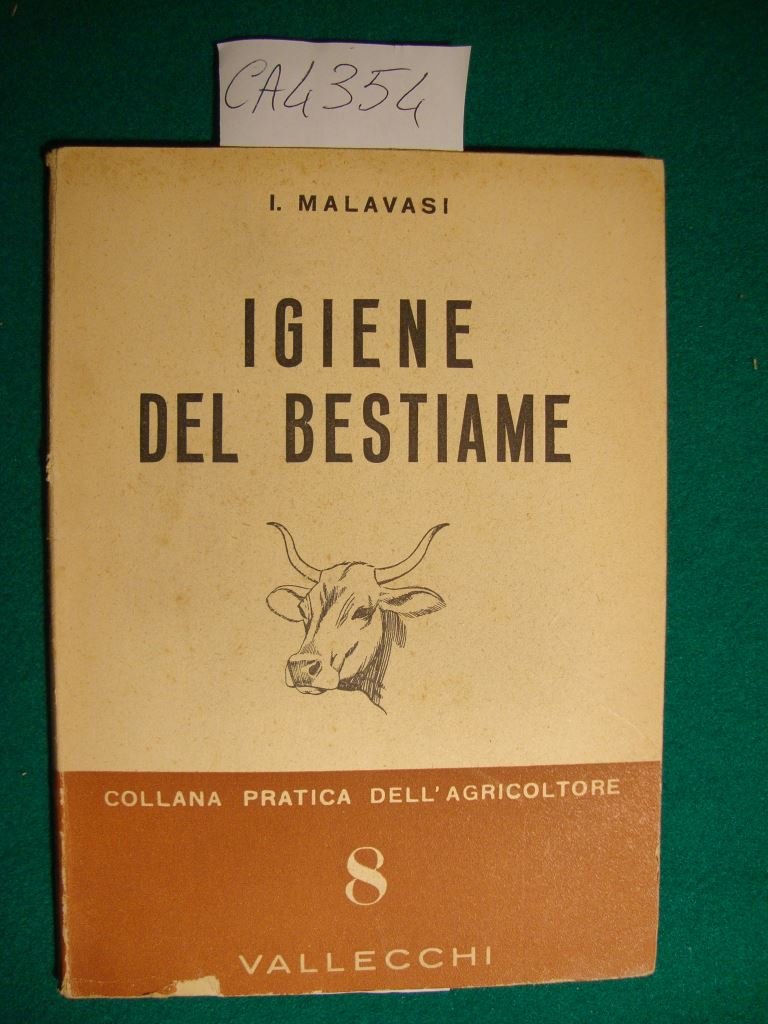 CA4354
I. MALAVASI
IGIENE
DEL BESTIAME
COLLANA PRATICA DELL'AGRICOLTORE
8
VALLECCHI